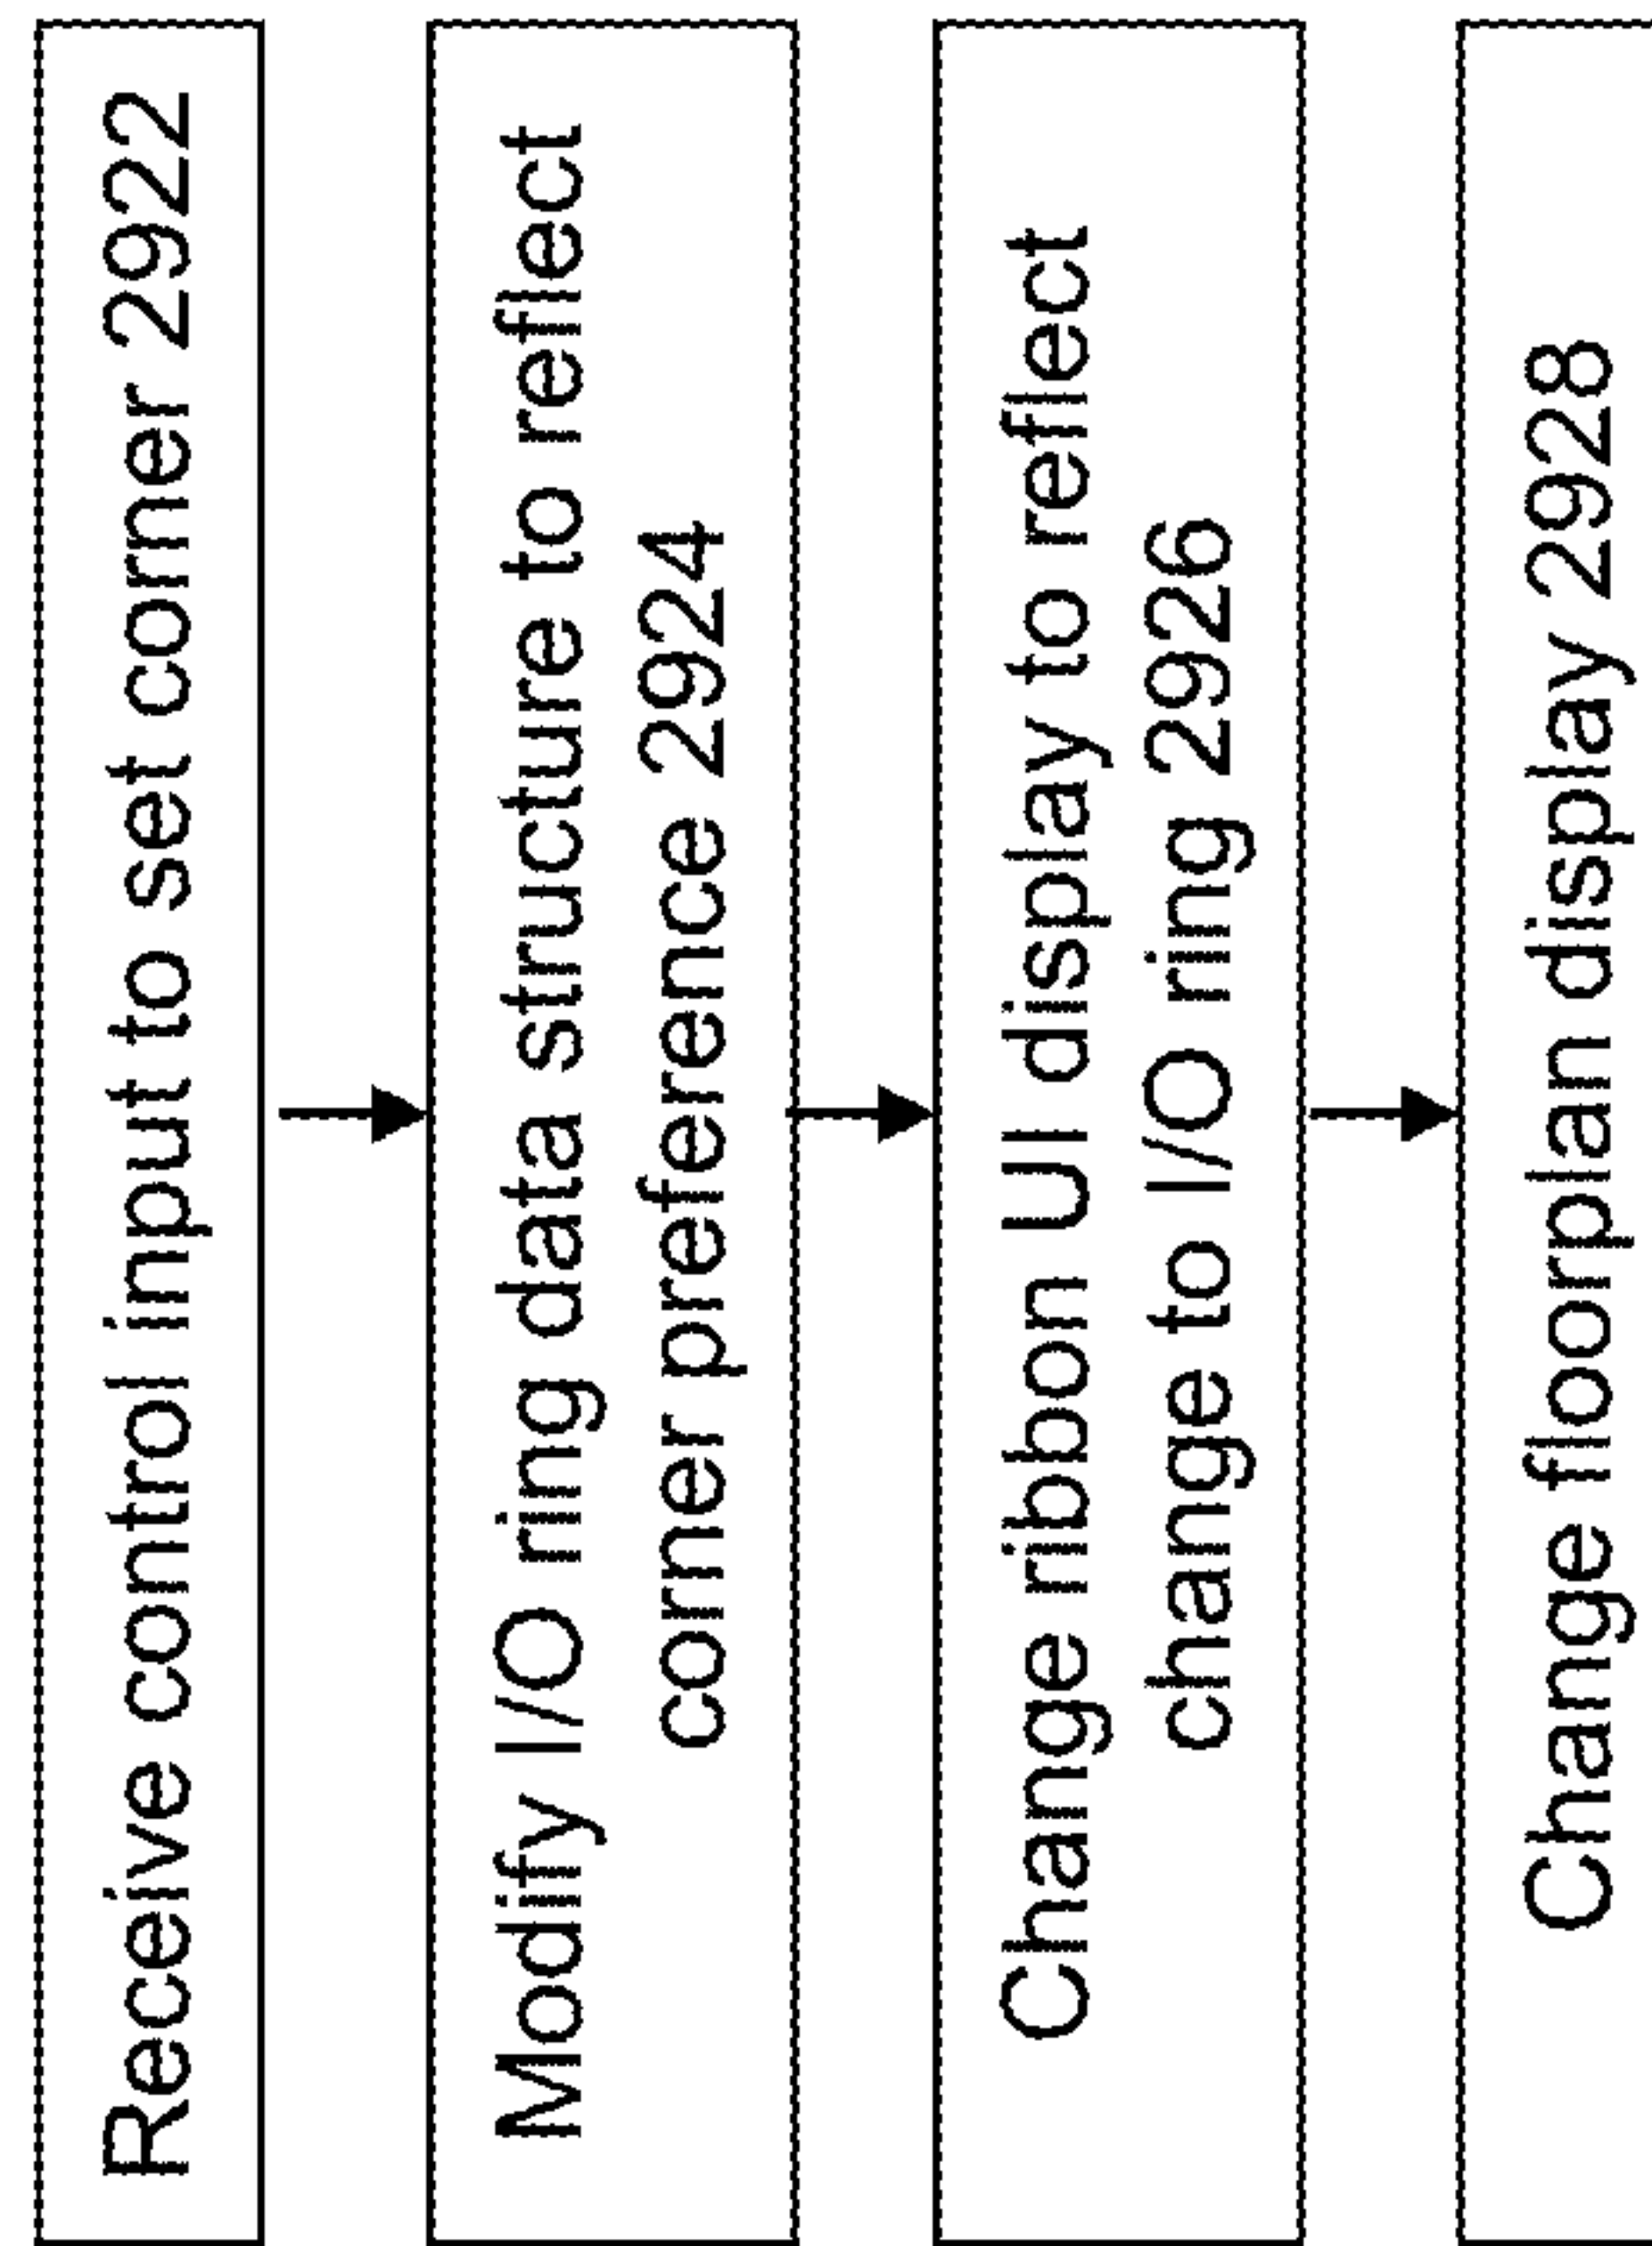 Receive control input to set corner 2922
Modify I/O ring data structure to reflect
corner preference 2924
Change ribbon UI display to reflect
change to I/O ring 2926
Change floorplan display 2928